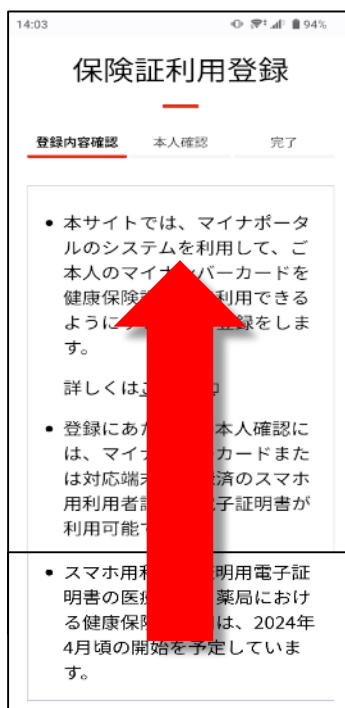 14:03 94%
保険証利用登録
登録内容確認 本人確認 完了
• 本サイトでは、マイナポータ
ルのシステムを利用して、ご
本人のマイナンバーカードを
健康保険 利用できる
ように 登録をしま
す。
詳しくは
• 登録にあ 本人確認に
は、マイ カードまた
は対応端 済のスマホ
用利用者 子証明書が
利用可能
• スマホ用 明用電子証
明書の医 薬局におけ
る健康保険 は、2024年
4月頃の開始を予定していま
す。